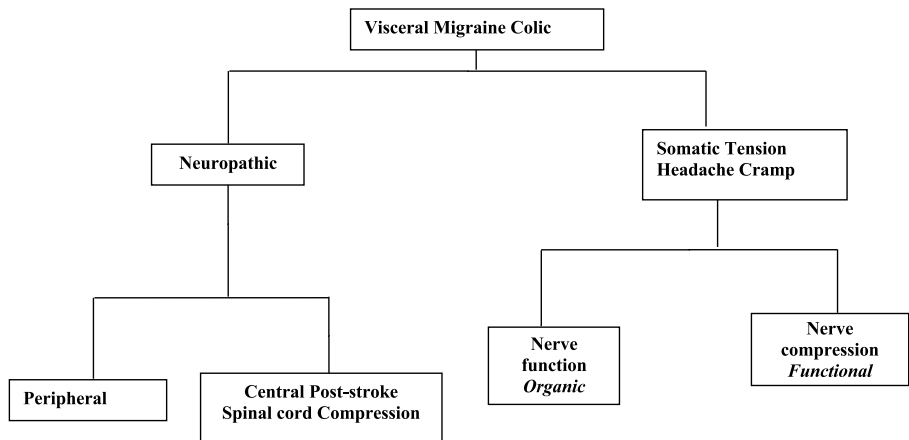 Visceral Migraine Colic
Neuropathic
Somatic Tension
Headache Cramp
Peripheral
Central Post-stroke
Spinal cord Compression
Nerve
function
Organic
Nerve
compression
Functional